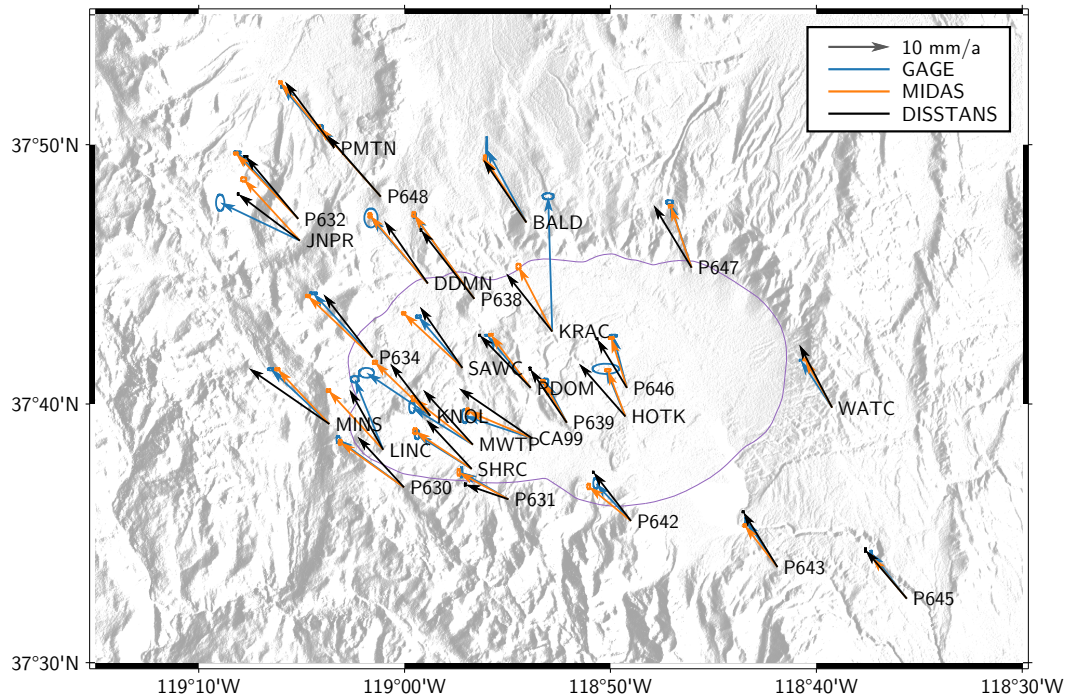 10 mm/a
GAGE
MIDAS
DISSTANS
37°50'N
37°40'N
37°30'N
PMTN
P648
P632
JNPR
BALD
P647
DDMN
P638
KRAC
P634
SAWC
RDOM
P646
HOTK
WATC
P639
MINS
LINC
KNOL
MWTP
CA99
SHRC
P630
P631
P642
P643
P645
119°10'W
119°00'W
118°50'W
118°40'W
118°30'W